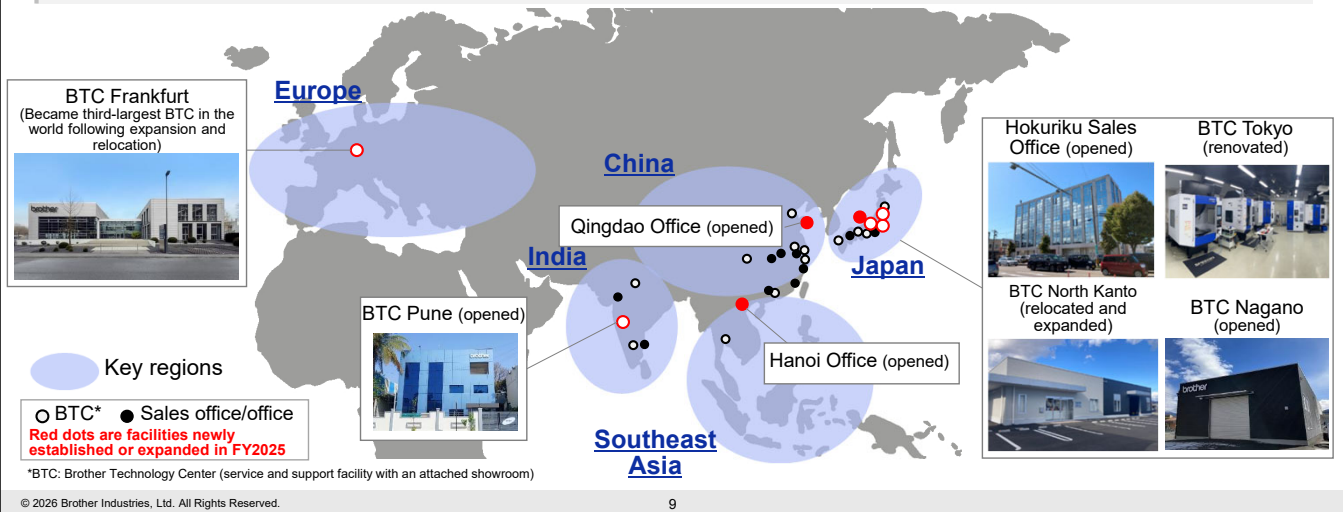 Europe
BTC Frankfurt
(Became third-largest BTC in the
world following expansion and
relocation)
brother
China
Qingdao Office (opened)
India
BTC Pune (opened)
brother
Japan
Hokuriku Sales
Office (opened)
BTC Tokyo
(renovated)
BTC North Kanto
(relocated and
expanded)
BTC Nagano
(opened)
brother
Hanoi Office (opened)
Southeast
Asia
Key regions
BTC* Sales office/office
Red dots are facilities newly
established or expanded in FY2025
*BTC: Brother Technology Center (service and support facility with an attached showroom)
© 2026 Brother Industries, Ltd. All Rights Reserved.
9